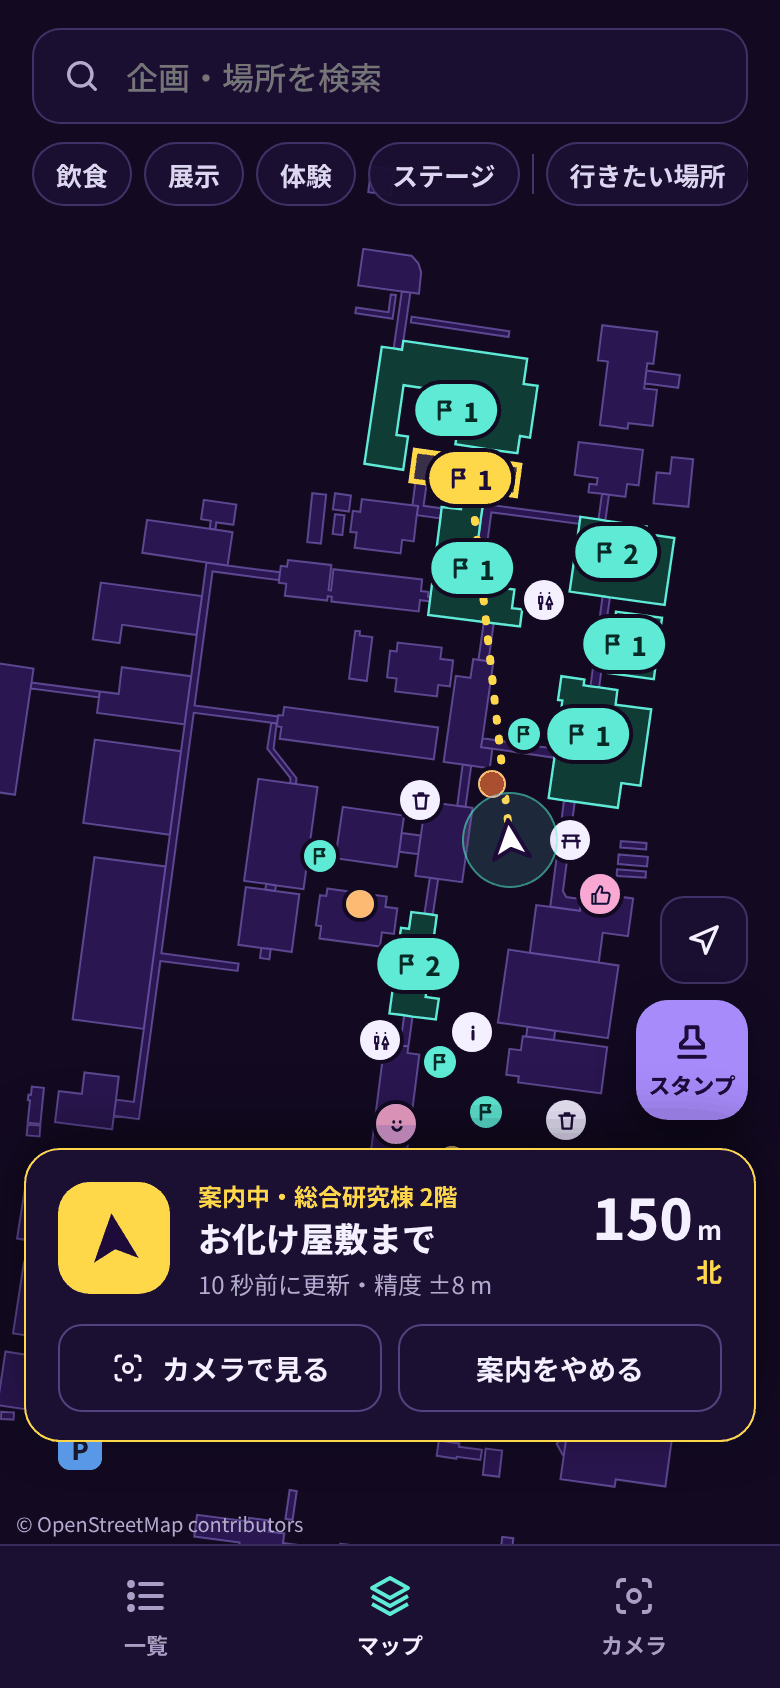 企画・場所を検索
飲食
展示
体験
ステージ
行きたい場所
1
1
1
2
1
1
2
スタンプ
案内中・総合研究棟 2階
お化け屋敷まで
10 秒前に更新・精度 ±8 m
150 m
北
カメラで見る
案内をやめる
P
© OpenStreetMap contributors
一覧
マップ
カメラ